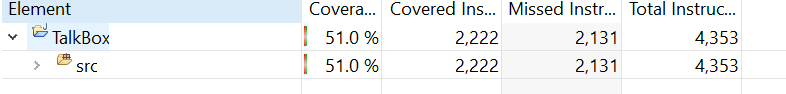 Element Covera... Covered Ins... Missed Instr... Total Instruc...
TalkBox 51.0 % 2,222 2,131 4,353
src 51.0 % 2,222 2,131 4,353